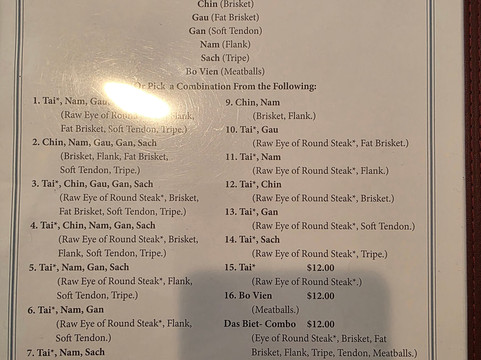 Chin (Brisket)
Gau (Fat Brisket)
Gan (Soft Tendon)
Nam (Flank)
Sach (Tripe)
Bo Vien (Meatballs)
Or Pick a Combination From the Following:
1. Tai*, Nam, Gau,
(Raw Eye of Round Flank,
Fat Brisket, Soft Tendon, Tripe.)
2. Chin, Nam, Gau, Gan, Sach
(Brisket, Flank, Fat Brisket,
Soft Tendon, Tripe.)
3. Tai*, Chin, Gau, Gan, Sach
(Raw Eye of Round Steak*, Brisket,
Fat Brisket, Soft Tendon, Tripe.)
4. Tai*, Chin, Nam, Gan, Sach
(Raw Eye of Round Steak*, Brisket,
Flank, Soft Tendon, Tripe.)
5. Tai*, Nam, Gan, Sach
(Raw Eye of Round Steak*, Flank,
Soft Tendon, Tripe.)
6. Tai*, Nam, Gan
(Raw Eye of Round Steak*, Flank,
Soft Tendon.)
7. Tai*, Nam, Sach
9. Chin, Nam
(Brisket, Flank.)
10. Tai*, Gau
(Raw Eye of Round Steak*, Fat Brisket.)
11. Tai*, Nam
(Raw Eye of Round Steak*, Flank.)
12. Tai*, Chin
(Raw Eye of Round Steak*, Brisket.)
13. Tai*, Gan
(Raw Eye of Round Steak*, Soft Tendon.)
14. Tai*, Sach
(Raw Eye of Round Steak*, Tripe.)
15. Tai* $12.00
(Raw Eye of Round Steak*.)
16. Bo Vien $12.00
(Meatballs.)
Das Biet- Combo $12.00
(Eye of Round Steak*, Brisket, Fat
Brisket, Flank, Tripe, Tendon, Meatballs.)